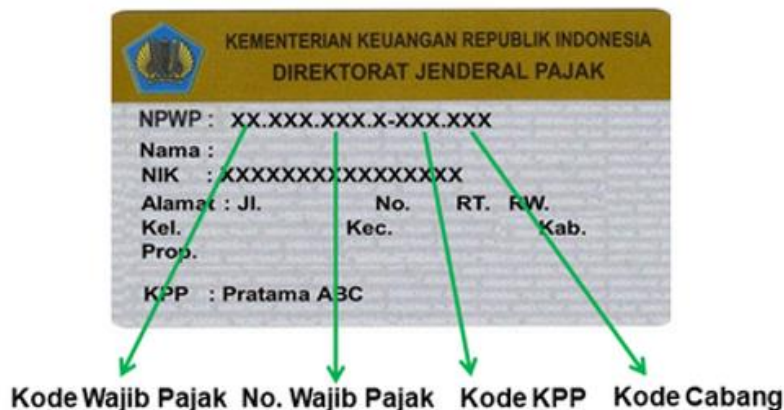 KEMENTERIAN KEUANGAN REPUBLIK INDONESIA
DIREKTORAT JENDERAL PAJAK
NPWP : XX.XXX.XXX.X-XXX.XXX
Nama :
NIK : XXXXXXXXXXXXXXXX
Alamat : Jl. No. RT. RW.
Kel. Kec. Kab.
Prop.
KPP : Pratama ABC
Kode Wajib Pajak No. Wajib Pajak Kode KPP Kode Cabang